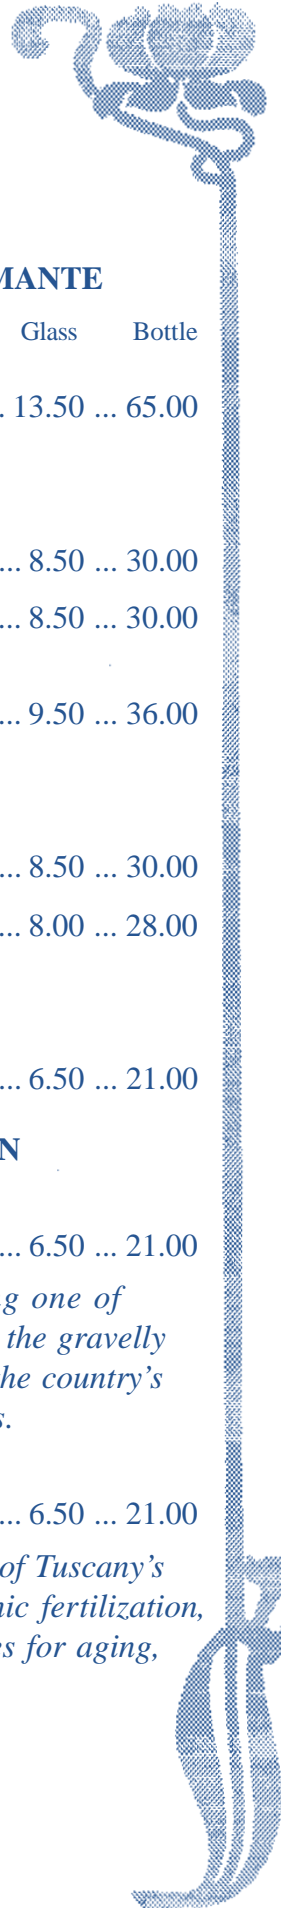 MANTE
Glass Bottle
. 13.50 ... 65.00
... 8.50 ... 30.00
... 8.50 ... 30.00
... 9.50 ... 36.00
... 8.50 ... 30.00
... 8.00 ... 28.00
... 6.50 ... 21.00
N
... 6.50 ... 21.00
g one of
the gravelly
he country's
s.
... 6.50 ... 21.00
of Tuscany's
nic fertilization,
es for aging,